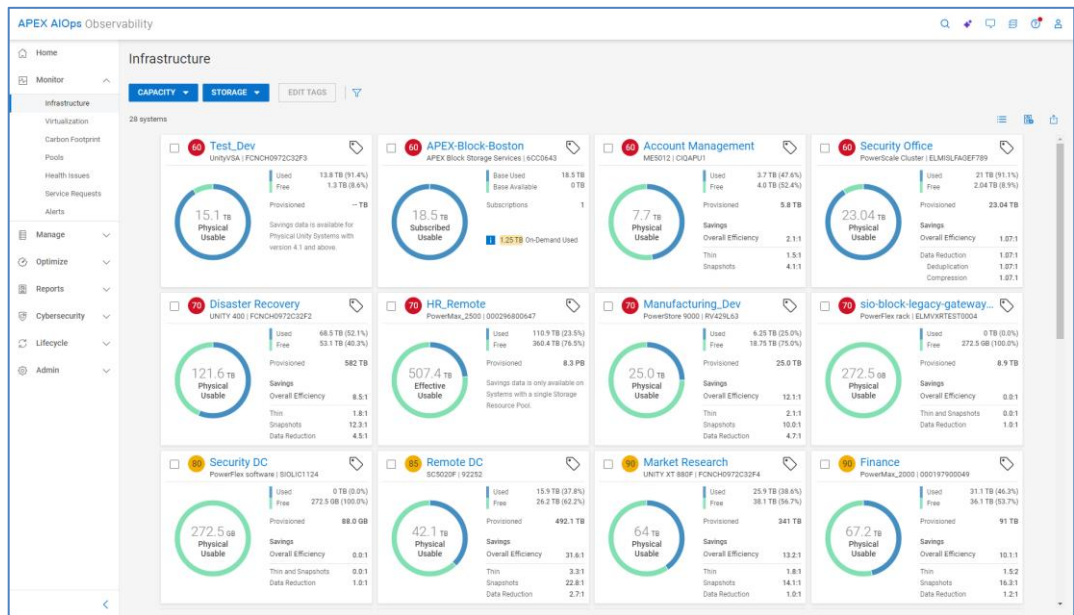 APEX AIOps Observability
Home
Monitor
Infrastructure
Virtualization
Carbon Footprint
Pools
Health Issues
Service Requests
Alerts
Manage
Optimize
Reports
Cybersecurity
Lifecycle
Admin
Infrastructure
CAPACITY
STORAGE
EDIT TAGS
28 systems
60 Test_Dev
UnityVSA | FCNCH0972C32F3
15.1 TB
Physical
Usable
Used 13.8 TB (91.4%)
Free 1.3 TB (8.6%)
Provisioned -- TB
Savings data is available for
Physical Unity Systems with
version 4.1 and above.
60 APEX-Block-Boston
APEX Block Storage Services | 6CC0643
18.5 TB
Subscribed
Usable
Base Used 18.5 TB
Base Available 0 TB
Subscriptions 1
1.25 TB On-Demand Used
60 Account Management
ME5012 | CIQAPU1
7.7 TB
Physical
Usable
Used 3.7 TB (47.6%)
Free 4.0 TB (52.4%)
Provisioned 5.8 TB
Savings
Overall Efficiency 2.1:1
Thin 1.5:1
Snapshots 4.1:1
60 Security Office
PowerScale Cluster | ELMISLFAGEF789
23.04 TB
Physical
Usable
Used 21 TB (91.1%)
Free 2.04 TB (8.9%)
Provisioned 23.04 TB
Savings
Overall Efficiency 1.07:1
Data Reduction 1.07:1
Deduplication 1.07:1
Compression 1.07.1
70 Disaster Recovery
UNITY 400 | FCNCH0972C32F2
121.6 TB
Physical
Usable
Used 68.5 TB (52.1%)
Free 53.1 TB (40.3%)
Provisioned 582 TB
Savings
Overall Efficiency 8.5:1
Thin 1.8:1
Snapshots 12.3:1
Data Reduction 4.5:1
70 HR_Remote
PowerMax_2500 | 000296800647
507.4 TB
Effective
Usable
Used 110.9 TB (23.5%)
Free 360.4 TB (76.5%)
Provisioned 8.3 PB
Savings data is only available on
Systems with a single Storage
Resource Pool.
70 Manufacturing_Dev
PowerStore 9000 | RV429L63
25.0 TB
Physical
Usable
Used 6.25 TB (25.0%)
Free 18.75 TB (75.0%)
Provisioned 25.0 TB
Savings
Overall Efficiency 12.1:1
Thin 2.1:1
Snapshots 10.0:1
Data Reduction 4.7:1
70 sio-block-legacy-gateway...
PowerFlex rack | ELMVXRTEST0004
272.5 GB
Physical
Usable
Used 0 TB (0.0%)
Free 272.5 GB (100.0%)
Provisioned 8.9 TB
Savings
Overall Efficiency 0.0:1
Thin and Snapshots 0.0:1
Data Reduction 1.0:1
80 Security DC
PowerFlex software | SIOLIC1124
272.5 GB
Physical
Usable
Used 0 TB (0.0%)
Free 272.5 GB (100.0%)
Provisioned 88.0 GB
Savings
Overall Efficiency 0.0:1
Thin and Snapshots 0.0:1
Data Reduction 1.0:1
85 Remote DC
SC5020F | 92252
42.1 TB
Physical
Usable
Used 15.9 TB (37.8%)
Free 26.2 TB (62.2%)
Provisioned 492.1 TB
Savings
Overall Efficiency 31.6:1
Thin 3.3:1
Snapshots 22.8:1
Data Reduction 2.7:1
90 Market Research
UNITY XT 880F | FCNCH0972C32F4
64 TB
Physical
Usable
Used 25.9 TB (38.6%)
Free 38.1 TB (56.7%)
Provisioned 341 TB
Savings
Overall Efficiency 13.2:1
Thin 1.8:1
Snapshots 14.1:1
Data Reduction 1.0:1
90 Finance
PowerMax_2000 | 000197900049
67.2 TB
Physical
Usable
Used 31.1 TB (46.3%)
Free 36.1 TB (53.7%)
Provisioned 91 TB
Savings
Overall Efficiency 10.1:1
Thin 1.5:2
Snapshots 16.3:1
Data Reduction 1.2:1